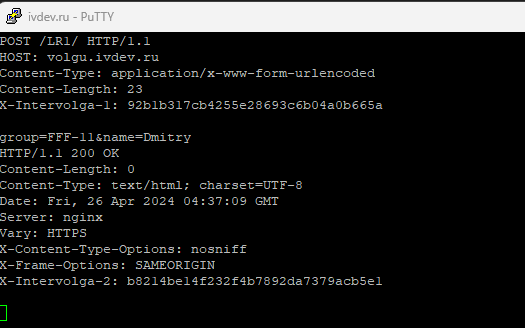 ivdev.ru - PuTTY
POST /LR1/ HTTP/1.1
HOST: volgu.ivdev.ru
Content-Type: application/x-www-form-urlencoded
Content-Length: 23
X-Intervolga-1: 92b1b317cb4255e28693c6b04a0b665a
group=FFF-11&name=Dmitry
HTTP/1.1 200 OK
Content-Length: 0
Content-Type: text/html; charset=UTF-8
Date: Fri, 26 Apr 2024 04:37:09 GMT
Server: nginx
Vary: HTTPS
X-Content-Type-Options: nosniff
X-Frame-Options: SAMEORIGIN
X-Intervolga-2: b8214be14f232f4b7892da7379acb5e1